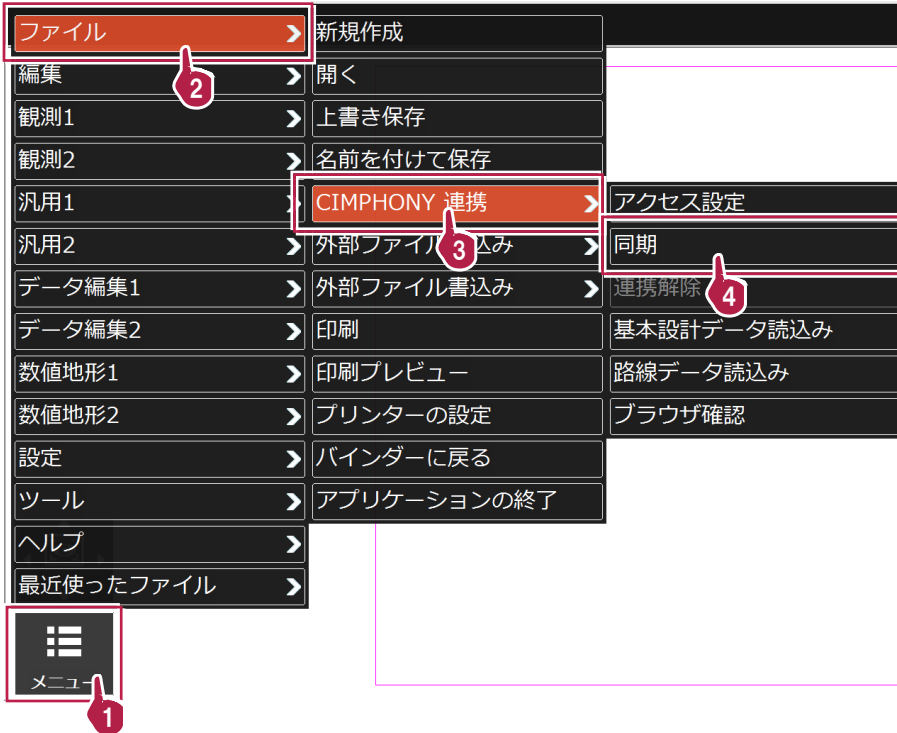 ファイル
編集
観測1
観測2
汎用1
汎用2
データ編集1
データ編集2
数値地形1
数値地形2
設定
ツール
ヘルプ
最近使ったファイル
メニュー
新規作成
開く
上書き保存
名前を付けて保存
CIMPHONY 連携
外部ファイル 込み
外部ファイル書込み
印刷
印刷プレビュー
プリンターの設定
バインダーに戻る
アプリケーションの終了
アクセス設定
同期
連携解除
基本設計データ読込み
路線データ読込み
ブラウザ確認
1
2
3
4